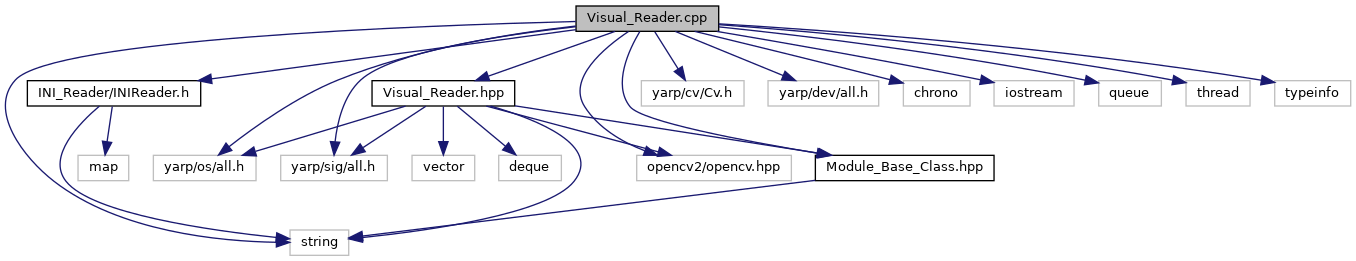 Visual_Reader.cpp
INI_Reader/INIReader.h
Visual_Reader.hpp
yarp/cv/Cv.h
yarp/dev/all.h
chrono
iostream
queue
thread
typeinfo
map
yarp/os/all.h
yarp/sig/all.h
vector
deque
opencv2/opencv.hpp
Module_Base_Class.hpp
string